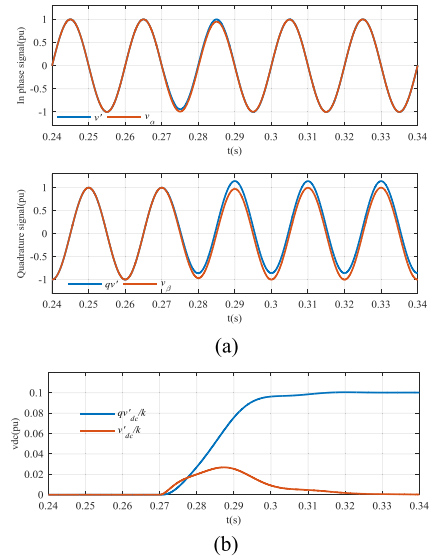 In phase signal(pu)
1
0.5
0
-0.5
-1
v′ vα
0.24 0.25 0.26 0.27 0.28 0.29 0.3 0.31 0.32 0.33 0.34
t(s)
Quadrature signal(pu)
1
0.5
0
-0.5
-1
qv′ vβ
0.24 0.25 0.26 0.27 0.28 0.29 0.3 0.31 0.32 0.33 0.34
t(s)
(a)
vdc(pu)
0.1
0.08
0.06
0.04
0.02
0
qv′dc/k
v′dc/k
0.24 0.25 0.26 0.27 0.28 0.29 0.3 0.31 0.32 0.33 0.34
t(s)
(b)